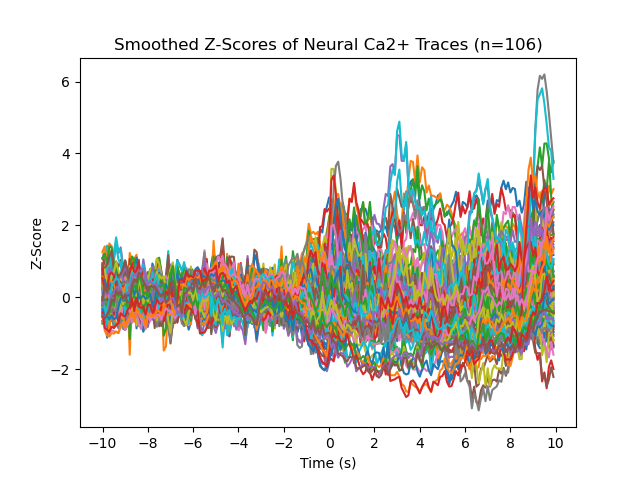 Smoothed Z-Scores of Neural Ca2+ Traces (n=106)
Z-Score
6
4
2
0
−2
−10 −8 −6 −4 −2 0 2 4 6 8 10
Time (s)